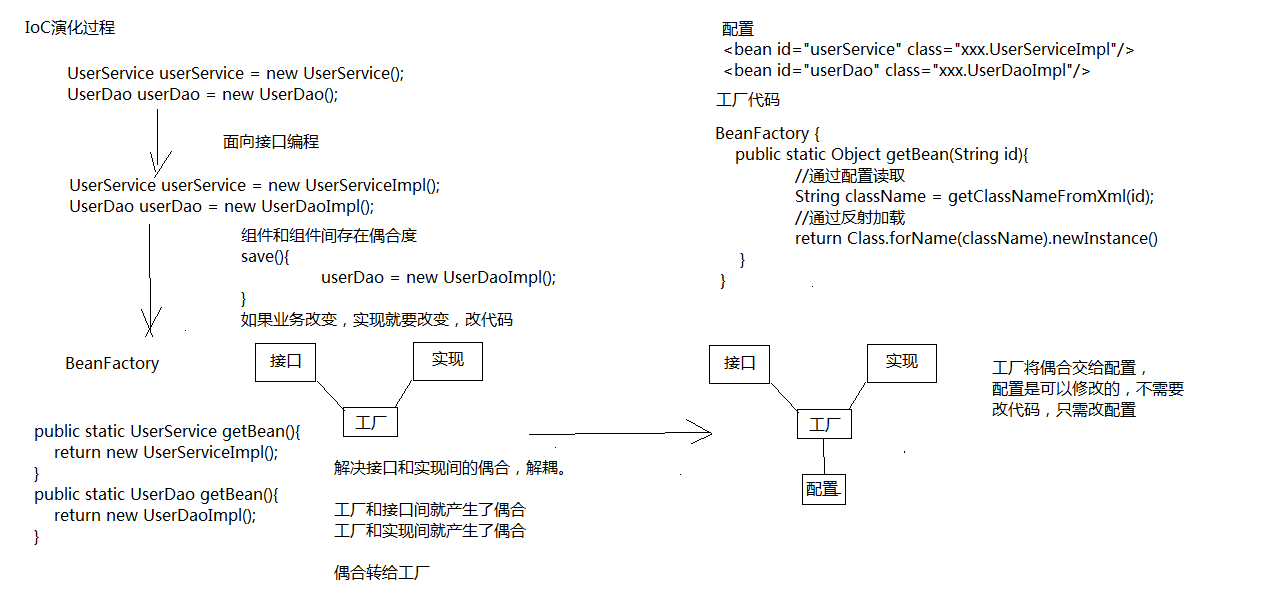 IoC演化过程
UserService userService = new UserService();
UserDao userDao = new UserDao();
面向接口编程
UserService userService = new UserServiceImpl();
UserDao userDao = new UserDaoImpl();
组件和组件间存在偶合度
save(){
userDao = new UserDaoImpl();
}
如果业务改变，实现就要改变，改代码
BeanFactory
接口
实现
工厂
public static UserService getBean(){
return new UserServiceImpl();
}
public static UserDao getBean(){
return new UserDaoImpl();
}
解决接口和实现间的偶合，解耦。
工厂和接口间就产生了偶合
工厂和实现间就产生了偶合
偶合转给工厂
配置
<bean id="userService" class="xxx.UserServiceImpl"/>
<bean id="userDao" class="xxx.UserDaoImpl"/>
工厂代码
BeanFactory {
public static Object getBean(String id){
//通过配置读取
String className = getClassNameFromXml(id);
//通过反射加载
return Class.forName(className).newInstance()
}
}
接口
实现
工厂
配置
工厂将偶合交给配置，
配置是可以修改的，不需要
改代码，只需改配置